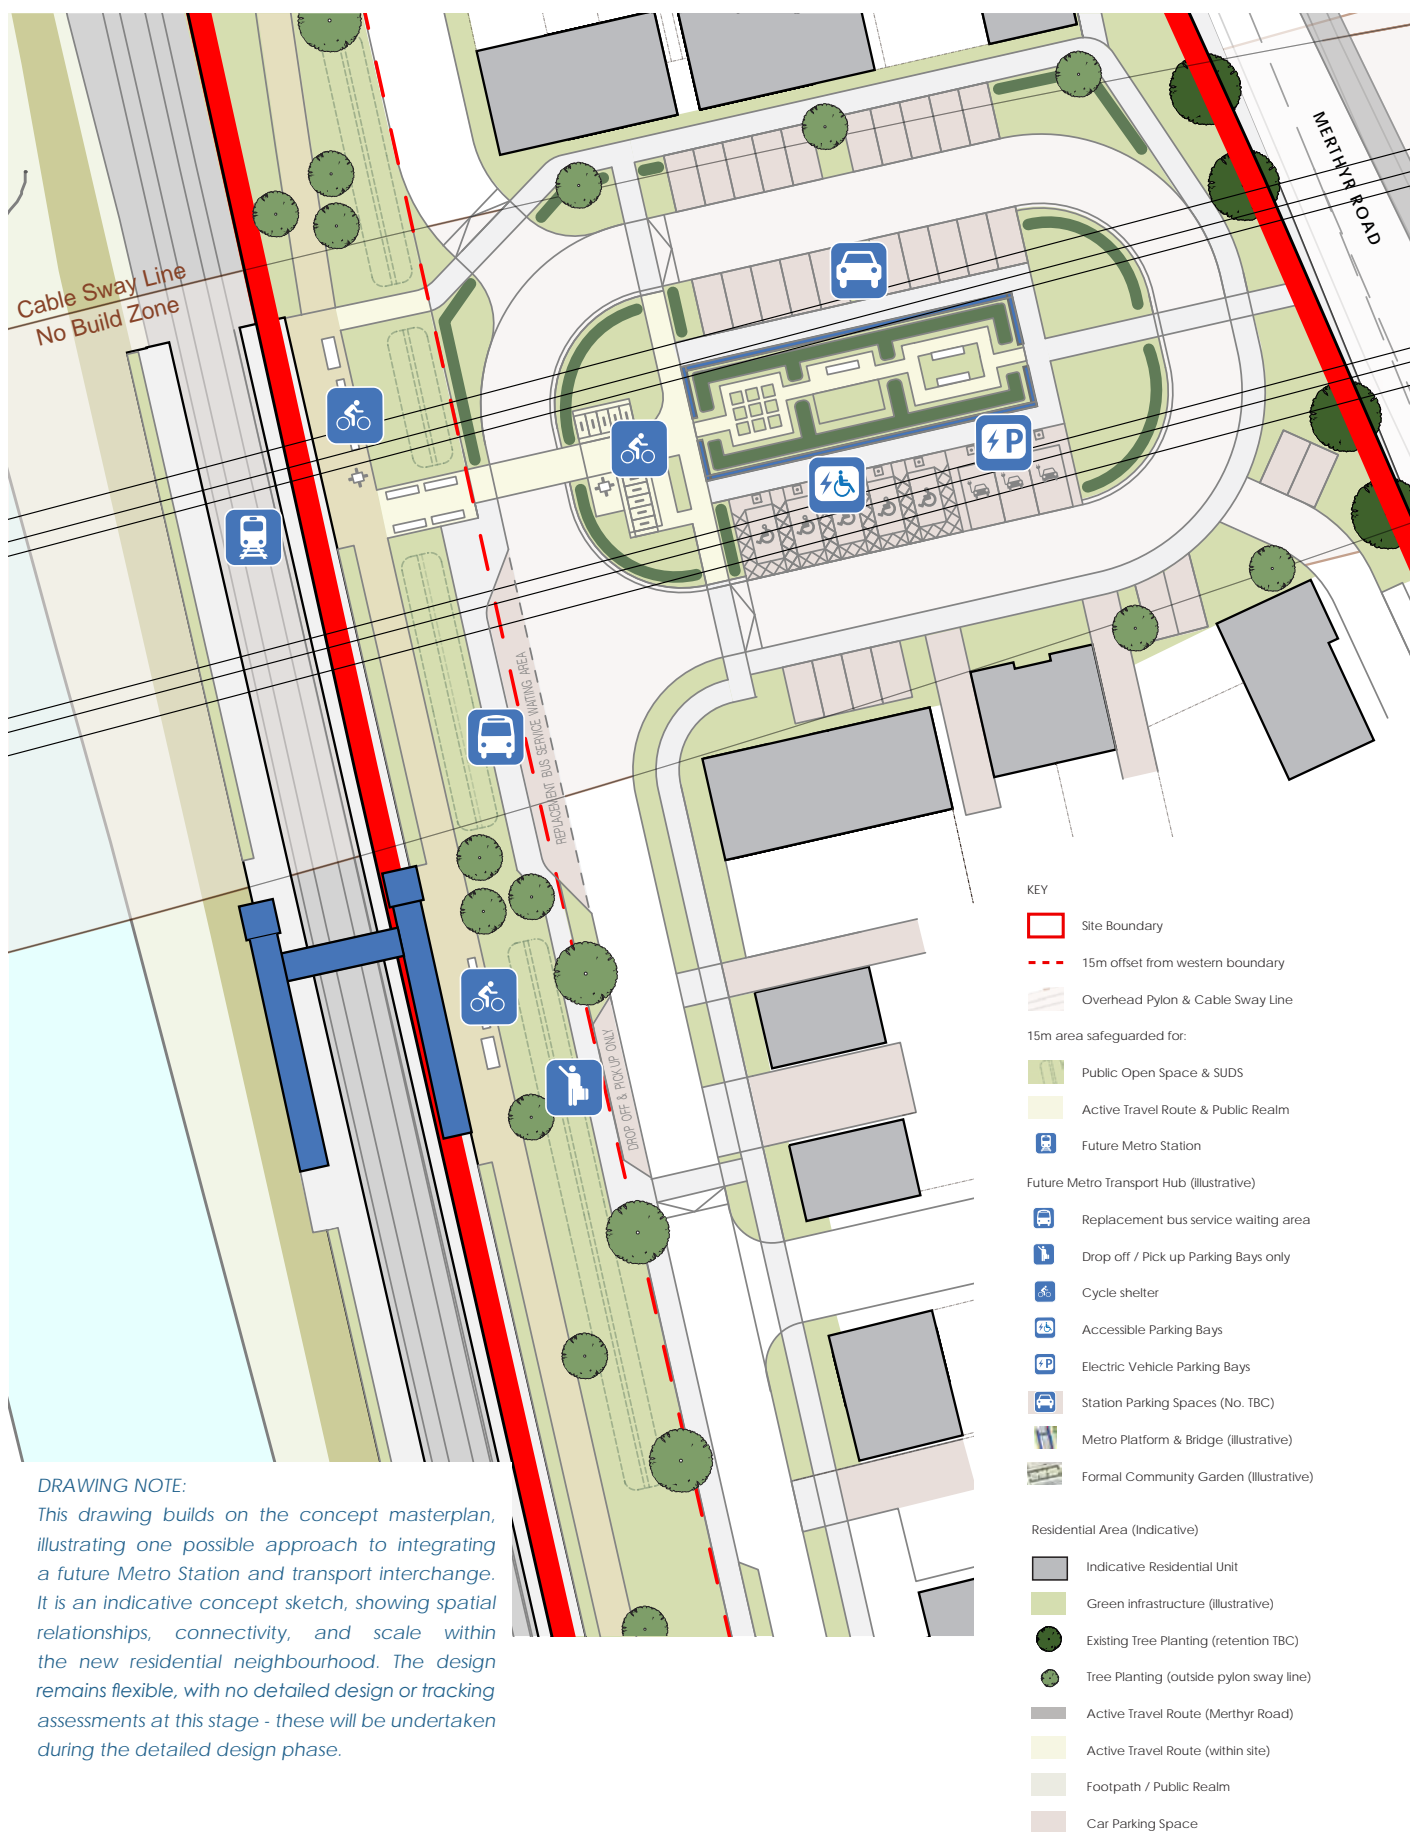 MERTHYR ROAD
Cable Sway Line
No Build Zone
P
REPLACEMENT BUS SERVICE WAITING AREA
DROP OFF & PICK UP ONLY
KEY
Site Boundary
15m offset from western boundary
Overhead Pylon & Cable Sway Line
15m area safeguarded for:
Public Open Space & SUDS
Active Travel Route & Public Realm
Future Metro Station
Future Metro Transport Hub (illustrative)
Replacement bus service waiting area
Drop off / Pick up Parking Bays only
Cycle shelter
Accessible Parking Bays
P
Electric Vehicle Parking Bays
Station Parking Spaces (No. TBC)
Metro Platform & Bridge (illustrative)
Formal Community Garden (Illustrative)
Residential Area (Indicative)
Indicative Residential Unit
Green infrastructure (illustrative)
Existing Tree Planting (retention TBC)
Tree Planting (outside pylon sway line)
Active Travel Route (Merthyr Road)
Active Travel Route (within site)
Footpath / Public Realm
Car Parking Space
DRAWING NOTE:
This drawing builds on the concept masterplan,
illustrating one possible approach to integrating
a future Metro Station and transport interchange.
It is an indicative concept sketch, showing spatial
relationships, connectivity, and scale within
the new residential neighbourhood. The design
remains flexible, with no detailed design or tracking
assessments at this stage - these will be undertaken
during the detailed design phase.